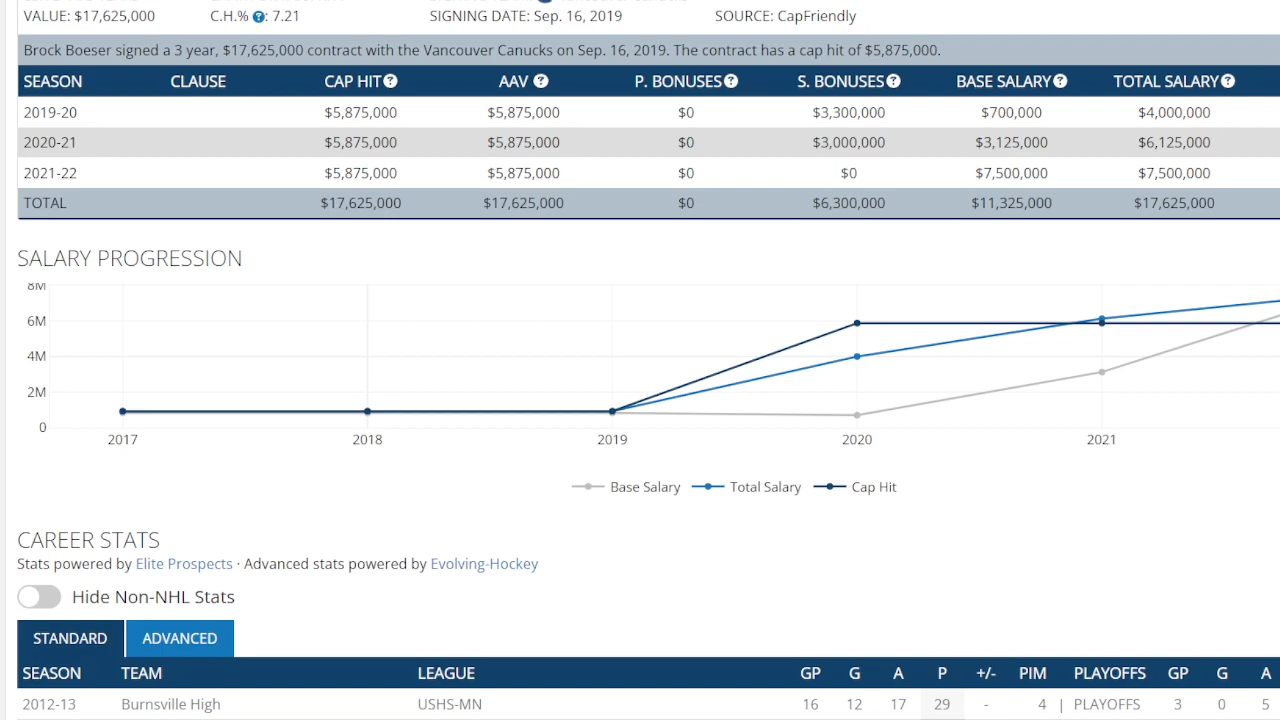 VALUE: $17,625,000 C.H.% ?: 7.21 SIGNING DATE: Sep. 16, 2019 SOURCE: CapFriendly
Brock Boeser signed a 3 year, $17,625,000 contract with the Vancouver Canucks on Sep. 16, 2019. The contract has a cap hit of $5,875,000.
SEASON CLAUSE CAP HIT? AAV ? P. BONUSES? S. BONUSES? BASE SALARY? TOTAL SALARY?
2019-20 $5,875,000 $5,875,000 $0 $3,300,000 $700,000 $4,000,000
2020-21 $5,875,000 $5,875,000 $0 $3,000,000 $3,125,000 $6,125,000
2021-22 $5,875,000 $5,875,000 $0 $0 $7,500,000 $7,500,000
TOTAL $17,625,000 $17,625,000 $0 $6,300,000 $11,325,000 $17,625,000
SALARY PROGRESSION
8M
6M
4M
2M
0
2017 2018 2019 2020 2021
Base Salary Total Salary Cap Hit
CAREER STATS
Stats powered by Elite Prospects · Advanced stats powered by Evolving-Hockey
Hide Non-NHL Stats
STANDARD ADVANCED
SEASON TEAM LEAGUE GP G A P +/- PIM PLAYOFFS GP G A
2012-13 Burnsville High USHS-MN 16 12 17 29 - 4 | PLAYOFFS 3 0 5